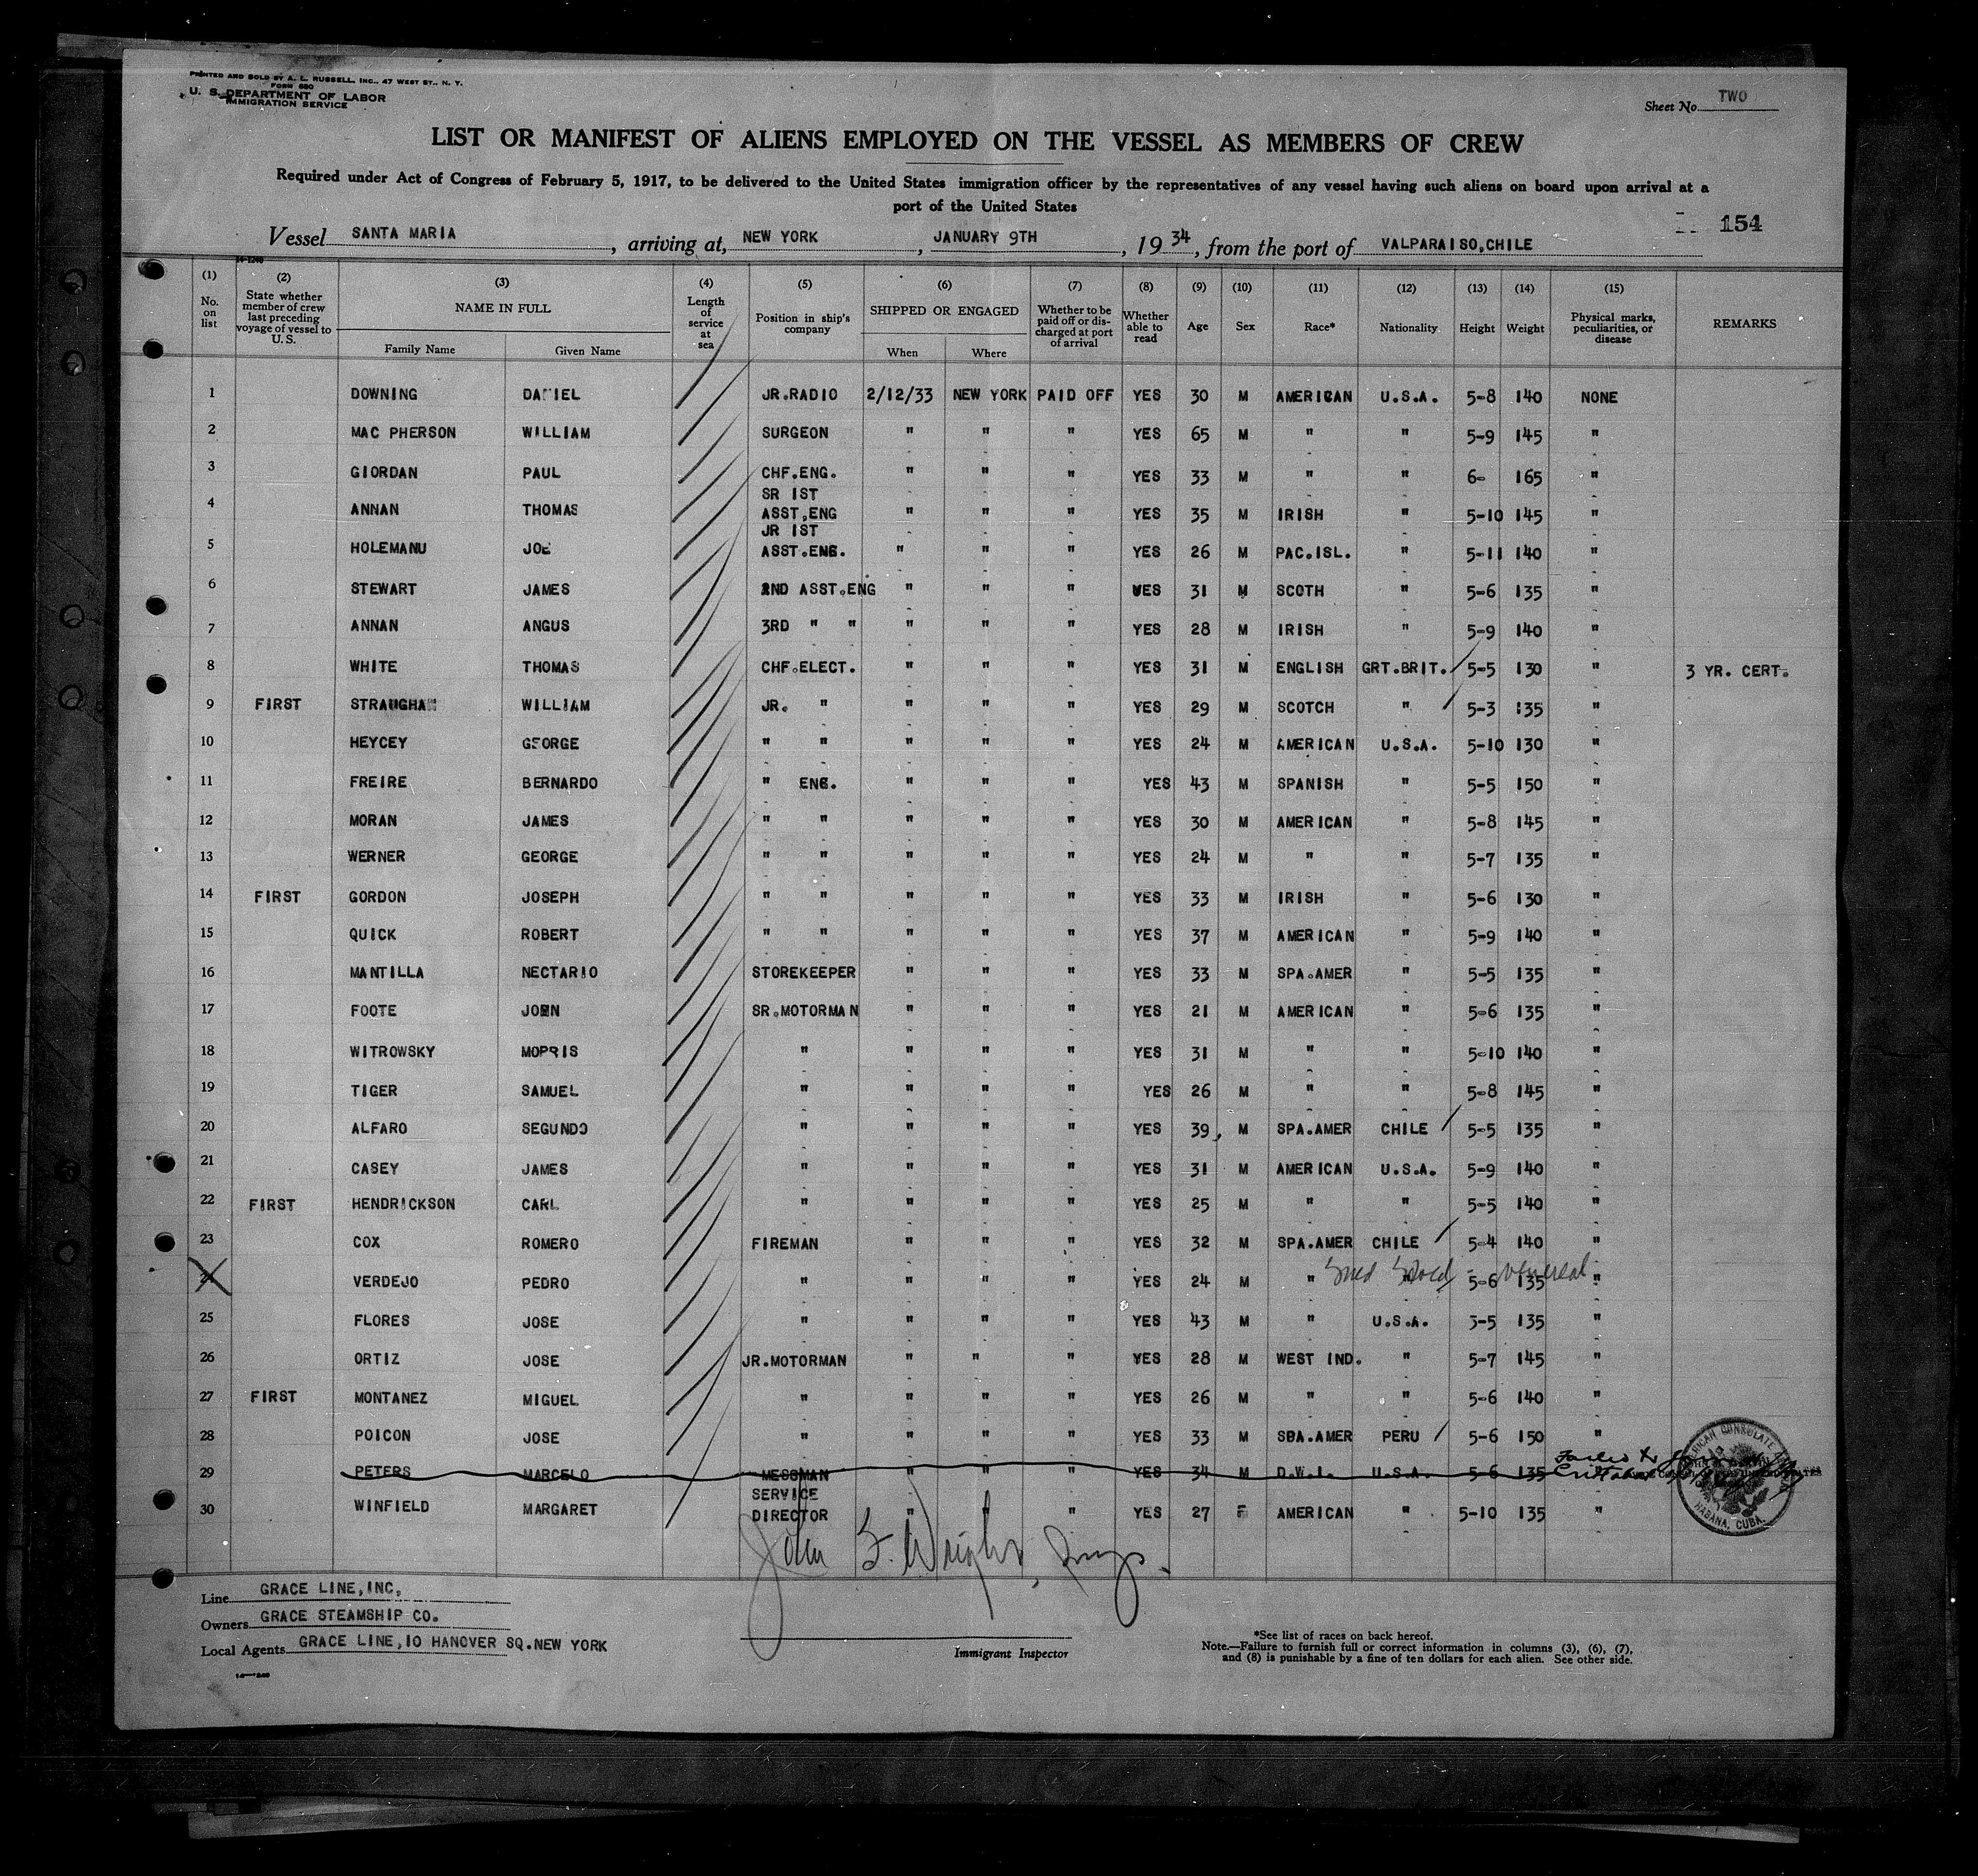 PRINTED AND SOLD BY A. L. RUSSELL, INC., 47 WEST ST., N. Y.
FORM 680
U. S. DEPARTMENT OF LABOR
IMMIGRATION SERVICE
Sheet No. TWO
LIST OR MANIFEST OF ALIENS EMPLOYED ON THE VESSEL AS MEMBERS OF CREW
Required under Act of Congress of February 5, 1917, to be delivered to the United States immigration officer by the representatives of any vessel having such aliens on board upon arrival at a
port of the United States
154
Vessel SANTA MARIA, arriving at, NEW YORK, JANUARY 9TH, 1934, from the port of VALPARAISO,CHILE
(1) (2) (3) (4) (5) (6) (7) (8) (9) (10) (11) (12) (13) (14) (15)
No. on list State whether member of crew last preceding voyage of vessel to U. S. NAME IN FULL Family Name Given Name Length of service at sea Position in ship's company SHIPPED OR ENGAGED When Where Whether to be paid off or discharged at port of arrival Whether able to read Age Sex Race* Nationality Height Weight Physical marks, peculiarities, or disease REMARKS
1 DOWNING DANIEL JR.RADIO 2/12/33 NEW YORK PAID OFF YES 30 M AMERICAN U.S.A. 5-8 140 NONE
2 MAC PHERSON WILLIAM SURGEON " " " YES 65 M " " 5-9 145 "
3 GIORDAN PAUL CHF.ENG. " " " YES 33 M " " 6- 165 "
4 ANNAN THOMAS SR IST ASST.ENG " " " YES 35 M IRISH " 5-10 145 "
5 HOLEMANU JOE JR IST ASST.ENG. " " " YES 26 M PAC.ISL. " 5-11 140 "
6 STEWART JAMES 2ND ASST.ENG " " " YES 31 M SCOTH " 5-6 135 "
7 ANNAN ANGUS 3RD " " " " " YES 28 M IRISH " 5-9 140 "
8 WHITE THOMAS CHF.ELECT. " " " YES 31 M ENGLISH GRT.BRIT. 5-5 130 " 3 YR. CERT.
9 FIRST STRAUGHAN WILLIAM JR. " " " " YES 29 M SCOTCH " 5-3 135 "
10 HEYCEY GEORGE " " " " " YES 24 M AMERICAN U.S.A. 5-10 130 "
11 FREIRE BERNARDO " ENG. " " " YES 43 M SPANISH " 5-5 150 "
12 MORAN JAMES " " " " " YES 30 M AMERICAN " 5-8 145 "
13 WERNER GEORGE " " " " " YES 24 M " " 5-7 135 "
14 FIRST GORDON JOSEPH " " " " " YES 33 M IRISH " 5-6 130 "
15 QUICK ROBERT " " " " " YES 37 M AMERICAN " 5-9 140 "
16 MANTILLA NECTARIO STOREKEEPER " " " YES 33 M SPA.AMER " 5-5 135 "
17 FOOTE JOHN SR.MOTORMAN " " " YES 21 M AMERICAN " 5-6 135 "
18 WITROWSKY MORRIS " " " " YES 31 M " " 5-10 140 "
19 TIGER SAMUEL " " " " YES 26 M " " 5-8 145 "
20 ALFARO SEGUNDO " " " " YES 39 M SPA.AMER CHILE 5-5 135 "
21 CASEY JAMES " " " " YES 31 M AMERICAN U.S.A. 5-9 140 "
22 FIRST HENDRICKSON CARL " " " " YES 25 M " " 5-5 140 "
23 COX ROMERO FIREMAN " " " YES 32 M SPA.AMER CHILE 5-4 140 "
24 VERDEJO PEDRO " " " " YES 24 M " " 5-6 135 " venereal
25 FLORES JOSE " " " " YES 43 M " U.S.A. 5-5 135 "
26 ORTIZ JOSE JR.MOTORMAN " " " YES 28 M WEST IND. " 5-7 145 "
27 FIRST MONTANEZ MIGUEL " " " " YES 26 M " " 5-6 140 "
28 POICON JOSE " " " " YES 33 M SPA.AMER PERU 5-6 150 "
29 PETERS MARCELO MESSMAN " " " YES 34 M D.W.I. U.S.A. 5-6 135 Failed to
30 WINFIELD MARGARET SERVICE DIRECTOR " " " YES 27 F AMERICAN " 5-10 135 "
AMERICAN CONSULATE
HABANA, CUBA.
John F. Wright, Insp.
Line GRACE LINE,INC,
Owners GRACE STEAMSHIP CO.
Local Agents GRACE LINE,10 HANOVER SQ.NEW YORK
Immigrant Inspector
*See list of races on back hereof.
Note.—Failure to furnish full or correct information in columns (3), (6), (7),
and (8) is punishable by a fine of ten dollars for each alien. See other side.